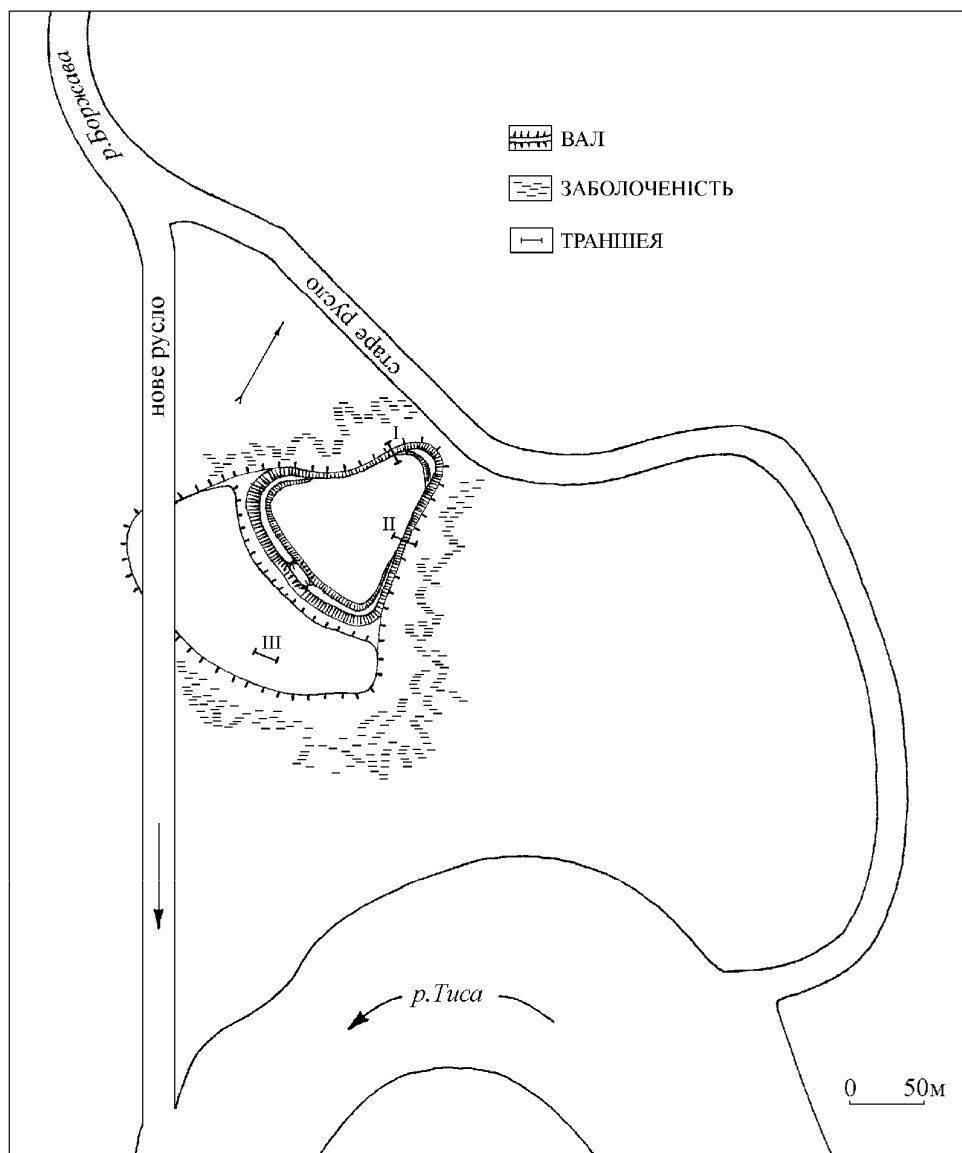 р.Боржава
ВАЛ
ЗАБОЛОЧЕНІСТЬ
ТРАНШЕЯ
старе русло
нове русло
I
II
III
р.Тиса
0 50м